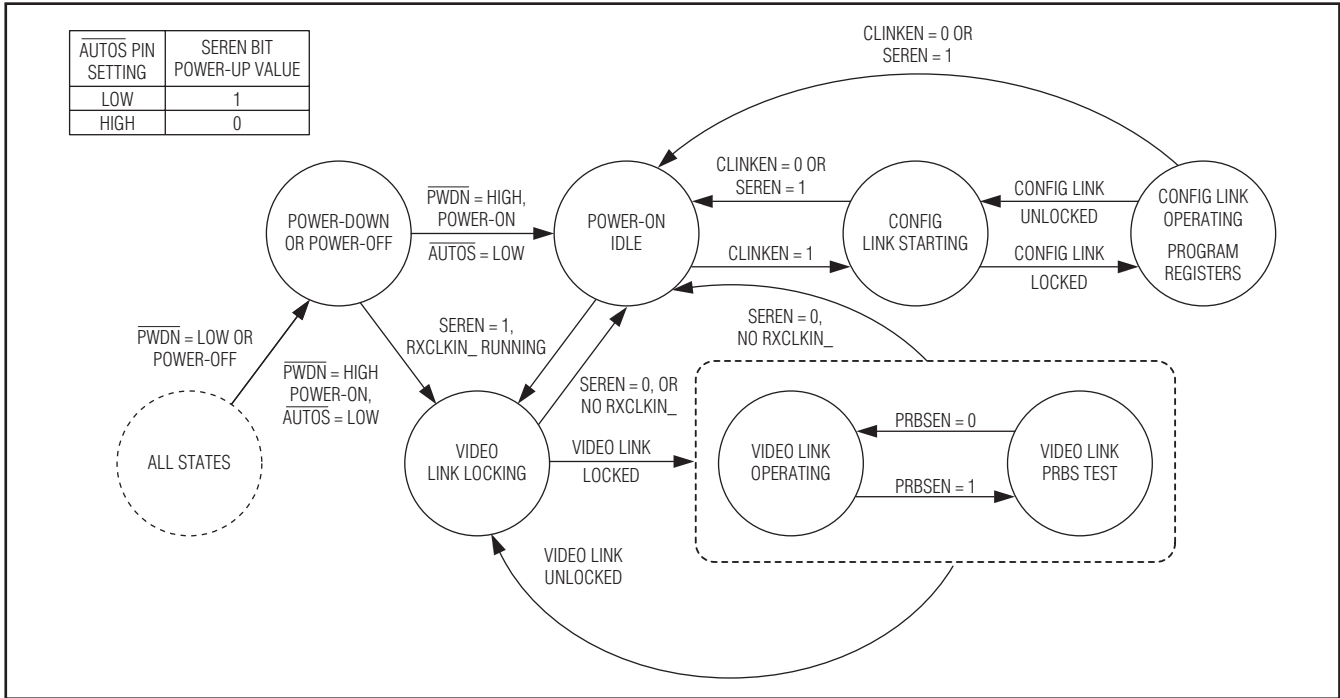 AUTOS PIN
SETTING
SEREN BIT
POWER-UP VALUE
LOW
1
HIGH
0
CLINKEN = 0 OR
SEREN = 1
POWER-DOWN
OR POWER-OFF
PWDN = HIGH,
POWER-ON
AUTOS = LOW
POWER-ON
IDLE
CLINKEN = 0 OR
SEREN = 1
CLINKEN = 1
CONFIG
LINK STARTING
CONFIG LINK
UNLOCKED
CONFIG LINK
LOCKED
CONFIG LINK
OPERATING
PROGRAM
REGISTERS
PWDN = LOW OR
POWER-OFF
ALL STATES
PWDN = HIGH
POWER-ON,
AUTOS = LOW
SEREN = 1,
RXCLKIN_ RUNNING
SEREN = 0, OR
NO RXCLKIN_
SEREN = 0,
NO RXCLKIN_
VIDEO
LINK LOCKING
VIDEO LINK
LOCKED
VIDEO LINK
OPERATING
PRBSEN = 0
PRBSEN = 1
VIDEO LINK
PRBS TEST
VIDEO LINK
UNLOCKED